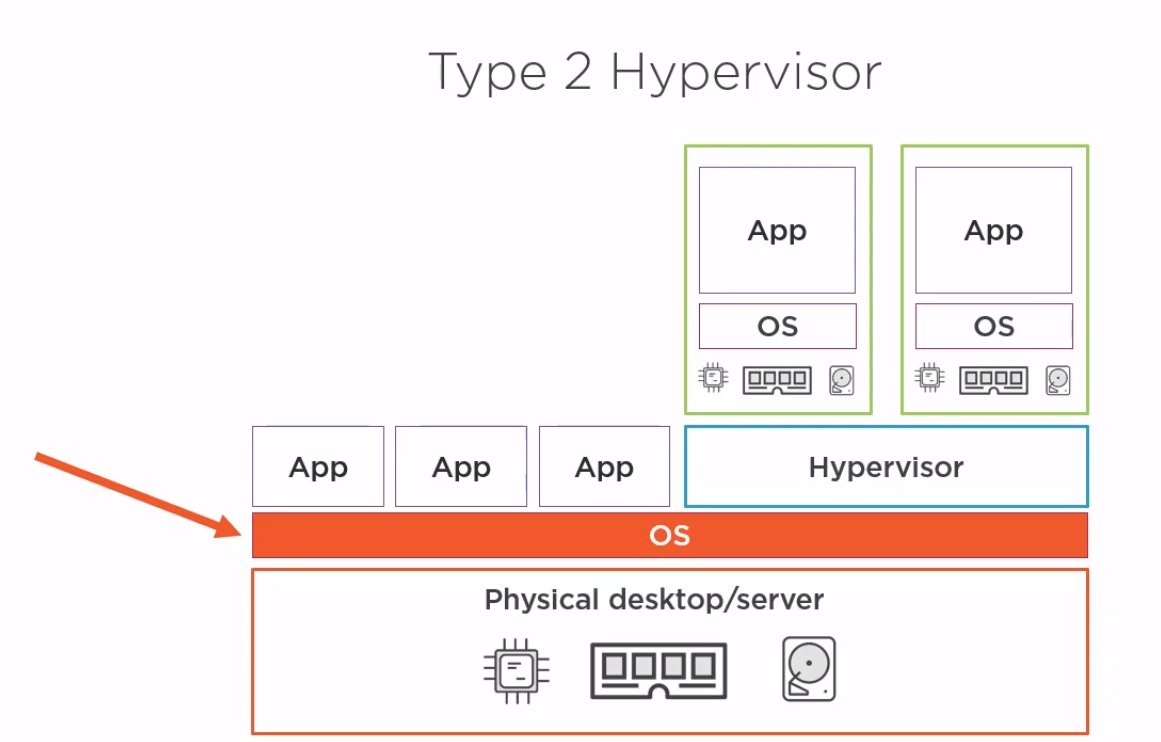 Type 2 Hypervisor
App
App
OS
OS
App
App
App
Hypervisor
OS
Physical desktop/server